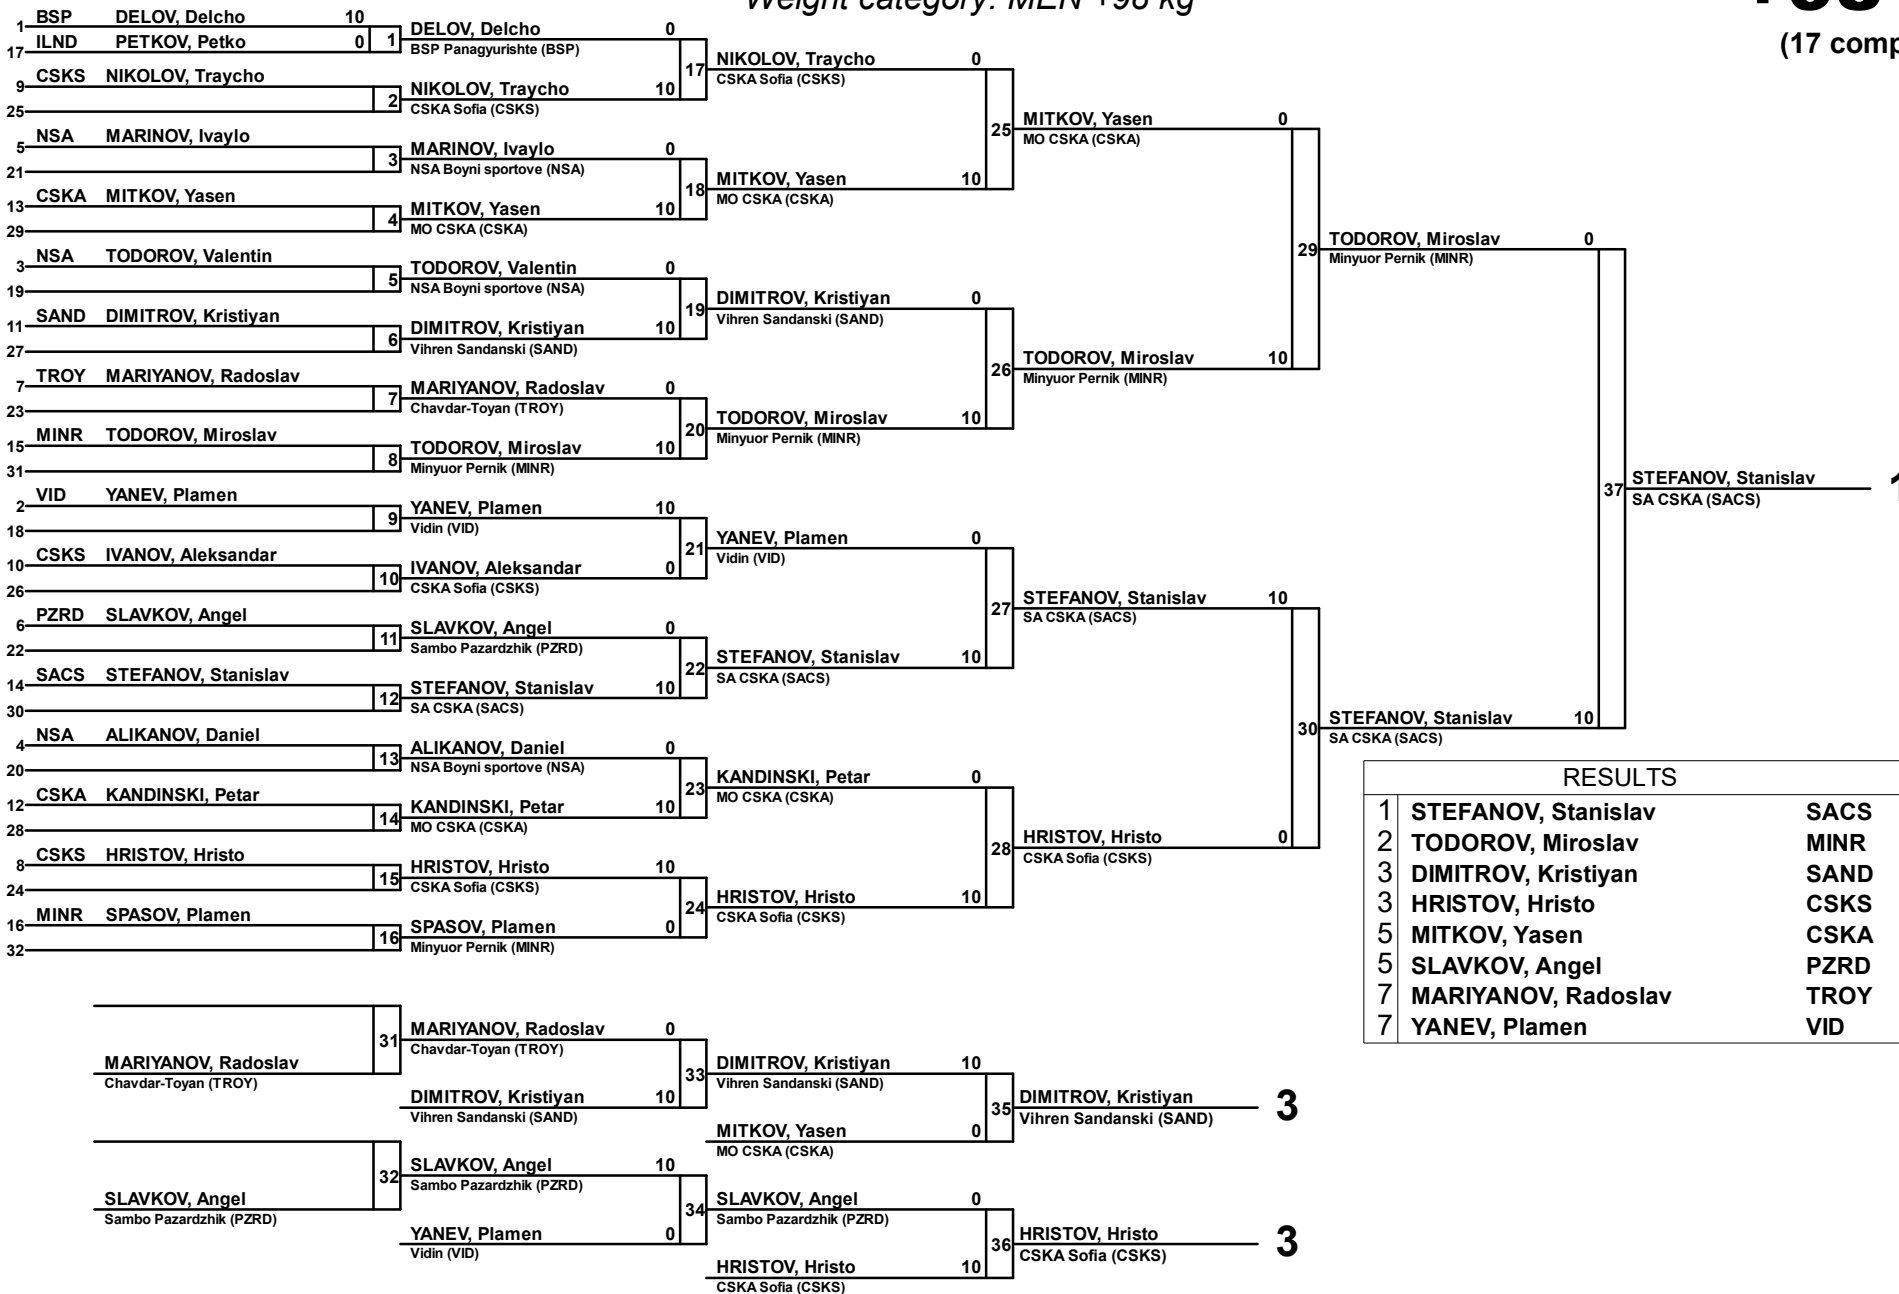 Weight category: MEN +98 kg
(17 comp
1 BSP DELOV, Delcho 10
17 ILND PETKOV, Petko 0
1
9 CSKS NIKOLOV, Traycho
25
2
5 NSA MARINOV, Ivaylo
21
3
13 CSKA MITKOV, Yasen
29
4
3 NSA TODOROV, Valentin
19
5
11 SAND DIMITROV, Kristiyan
27
6
7 TROY MARIYANOV, Radoslav
23
7
15 MINR TODOROV, Miroslav
31
8
2 VID YANEV, Plamen
18
9
10 CSKS IVANOV, Aleksandar
26
10
6 PZRD SLAVKOV, Angel
22
11
14 SACS STEFANOV, Stanislav
30
12
4 NSA ALIKANOV, Daniel
20
13
12 CSKA KANDINSKI, Petar
28
14
8 CSKS HRISTOV, Hristo
24
15
16 MINR SPASOV, Plamen
32
16
DELOV, Delcho 0
BSP Panagyurishte (BSP)
17
NIKOLOV, Traycho 10
CSKA Sofia (CSKS)
MARINOV, Ivaylo 0
NSA Boyni sportove (NSA)
18
MITKOV, Yasen 10
MO CSKA (CSKA)
TODOROV, Valentin 0
NSA Boyni sportove (NSA)
19
DIMITROV, Kristiyan 10
Vihren Sandanski (SAND)
MARIYANOV, Radoslav 0
Chavdar-Toyan (TROY)
20
TODOROV, Miroslav 10
Minyuor Pernik (MINR)
YANEV, Plamen 10
Vidin (VID)
21
IVANOV, Aleksandar 0
CSKA Sofia (CSKS)
SLAVKOV, Angel 0
Sambo Pazardzhik (PZRD)
22
STEFANOV, Stanislav 10
SA CSKA (SACS)
ALIKANOV, Daniel 0
NSA Boyni sportove (NSA)
23
KANDINSKI, Petar 10
MO CSKA (CSKA)
HRISTOV, Hristo 10
CSKA Sofia (CSKS)
24
SPASOV, Plamen 0
Minyuor Pernik (MINR)
NIKOLOV, Traycho 0
CSKA Sofia (CSKS)
25
MITKOV, Yasen 10
MO CSKA (CSKA)
DIMITROV, Kristiyan 0
Vihren Sandanski (SAND)
26
TODOROV, Miroslav 10
Minyuor Pernik (MINR)
YANEV, Plamen 0
Vidin (VID)
27
STEFANOV, Stanislav 10
SA CSKA (SACS)
KANDINSKI, Petar 0
MO CSKA (CSKA)
28
HRISTOV, Hristo 10
CSKA Sofia (CSKS)
MITKOV, Yasen 0
MO CSKA (CSKA)
29
TODOROV, Miroslav 10
Minyuor Pernik (MINR)
STEFANOV, Stanislav 10
SA CSKA (SACS)
30
HRISTOV, Hristo 0
CSKA Sofia (CSKS)
TODOROV, Miroslav 0
Minyuor Pernik (MINR)
37
STEFANOV, Stanislav 10
SA CSKA (SACS)
STEFANOV, Stanislav
SA CSKA (SACS)
RESULTS
1 STEFANOV, Stanislav SACS
2 TODOROV, Miroslav MINR
3 DIMITROV, Kristiyan SAND
3 HRISTOV, Hristo CSKS
5 MITKOV, Yasen CSKA
5 SLAVKOV, Angel PZRD
7 MARIYANOV, Radoslav TROY
7 YANEV, Plamen VID
31
MARIYANOV, Radoslav
Chavdar-Toyan (TROY)
32
SLAVKOV, Angel
Sambo Pazardzhik (PZRD)
MARIYANOV, Radoslav 0
Chavdar-Toyan (TROY)
33
DIMITROV, Kristiyan 10
Vihren Sandanski (SAND)
SLAVKOV, Angel 10
Sambo Pazardzhik (PZRD)
34
YANEV, Plamen 0
Vidin (VID)
DIMITROV, Kristiyan 10
Vihren Sandanski (SAND)
35
MITKOV, Yasen 0
MO CSKA (CSKA)
SLAVKOV, Angel 0
Sambo Pazardzhik (PZRD)
36
HRISTOV, Hristo 10
CSKA Sofia (CSKS)
DIMITROV, Kristiyan 3
Vihren Sandanski (SAND)
HRISTOV, Hristo 3
CSKA Sofia (CSKS)